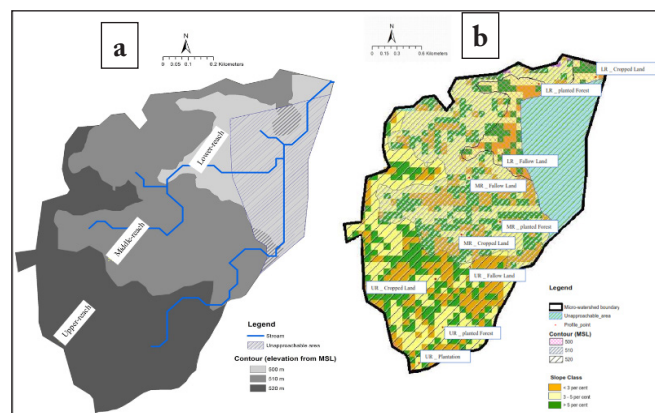 a
N
0 0.05 0.1 0.2 Kilometers
Lower-reach
Middle-reach
Upper-reach
Legend
Stream
Unapproachable area
Contour (elevation from MSL)
500 m
510 m
520 m
b
N
0 0.15 0.3 0.6 Kilometers
LR _ Cropped Land
LR _ planted Forest
LR _ Fallow Land
MR _ Fallow Land
MR _ planted Forest
MR _ Cropped Land
UR _ Fallow Land
UR _ Cropped Land
UR _ planted Forest
UR _ Plantation
Legend
Micro-watershed boundary
Unapproachable_area
Profile_point
Contour (MSL)
500
510
520
Slope Class
< 3 per cent
3 - 5 per cent
> 5 per cent